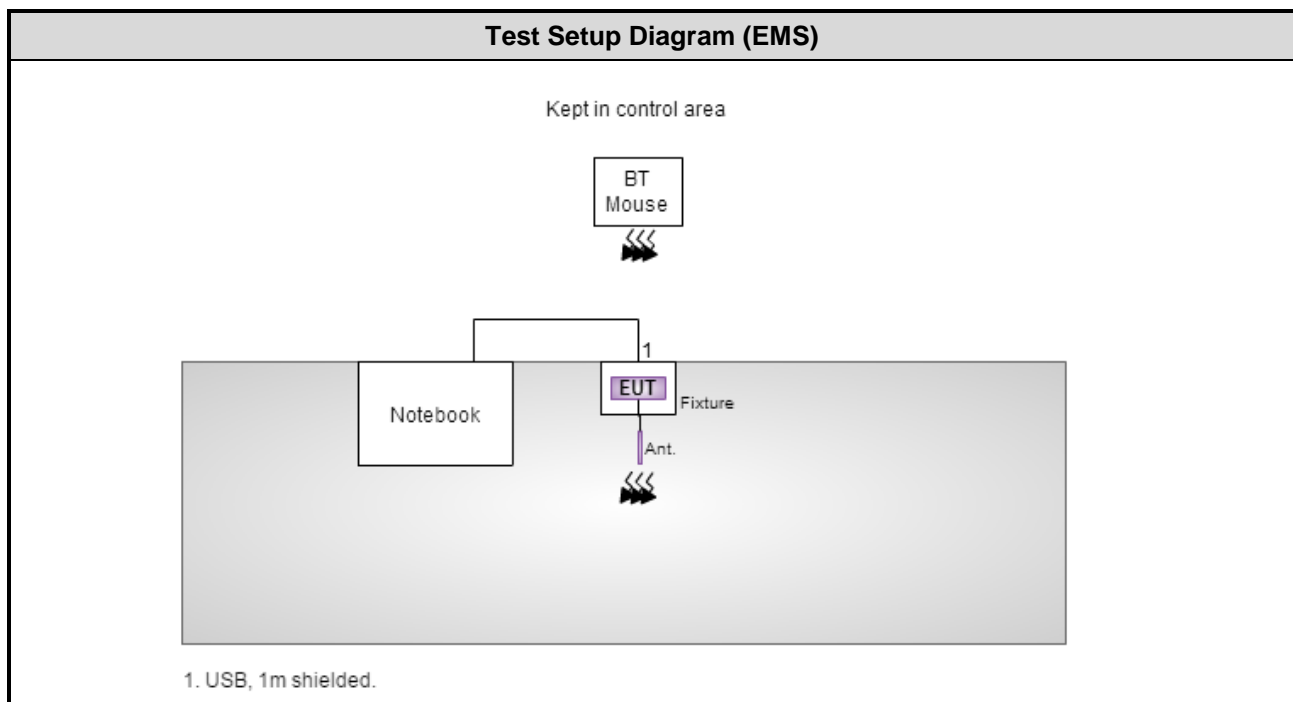 Test Setup Diagram (EMS)
Kept in control area
BT
Mouse
1
EUT
Fixture
Notebook
Ant.
1. USB, 1m shielded.